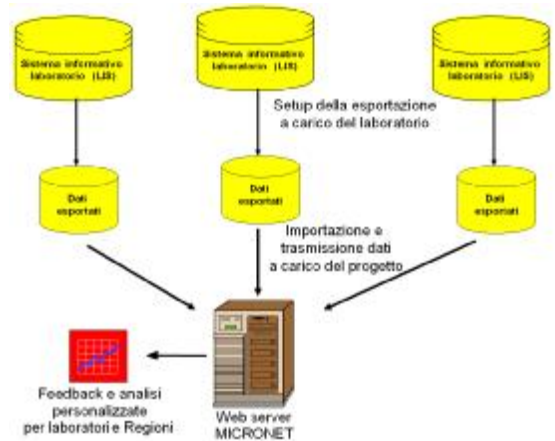 Sistema informativo
laboratorio (LIS)
Sistema informativo
laboratorio (LIS)
Sistema informativo
laboratorio (LIS)
Setup della esportazione
a carico del laboratorio
Dati
esportati
Dati
esportati
Dati
esportati
Importazione e
trasmissione dati
a carico del progetto
Feedback e analisi
personalizzate
per laboratori e Regioni
Web server
MICRONET